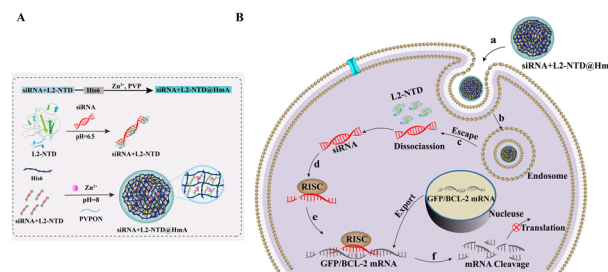 A
siRNA+L2-NTD His6 Zn²⁺, PVP siRNA+L2-NTD@HmA
siRNA
pH=6.5
L2-NTD
siRNA+L2-NTD
His6
Zn²⁺
pH=8
PVPON
siRNA+L2-NTD
siRNA+L2-NTD@HmA
B
a
siRNA+L2-NTD@Hm
L2-NTD
b
Escape
c
siRNA
Dissociassion
Endosome
d
RISC
GFP/BCL-2 mRNA
Nucleuse
Export
e
Translation
RISC
f
GFP/BCL-2 mRNA
mRNA Cleavage